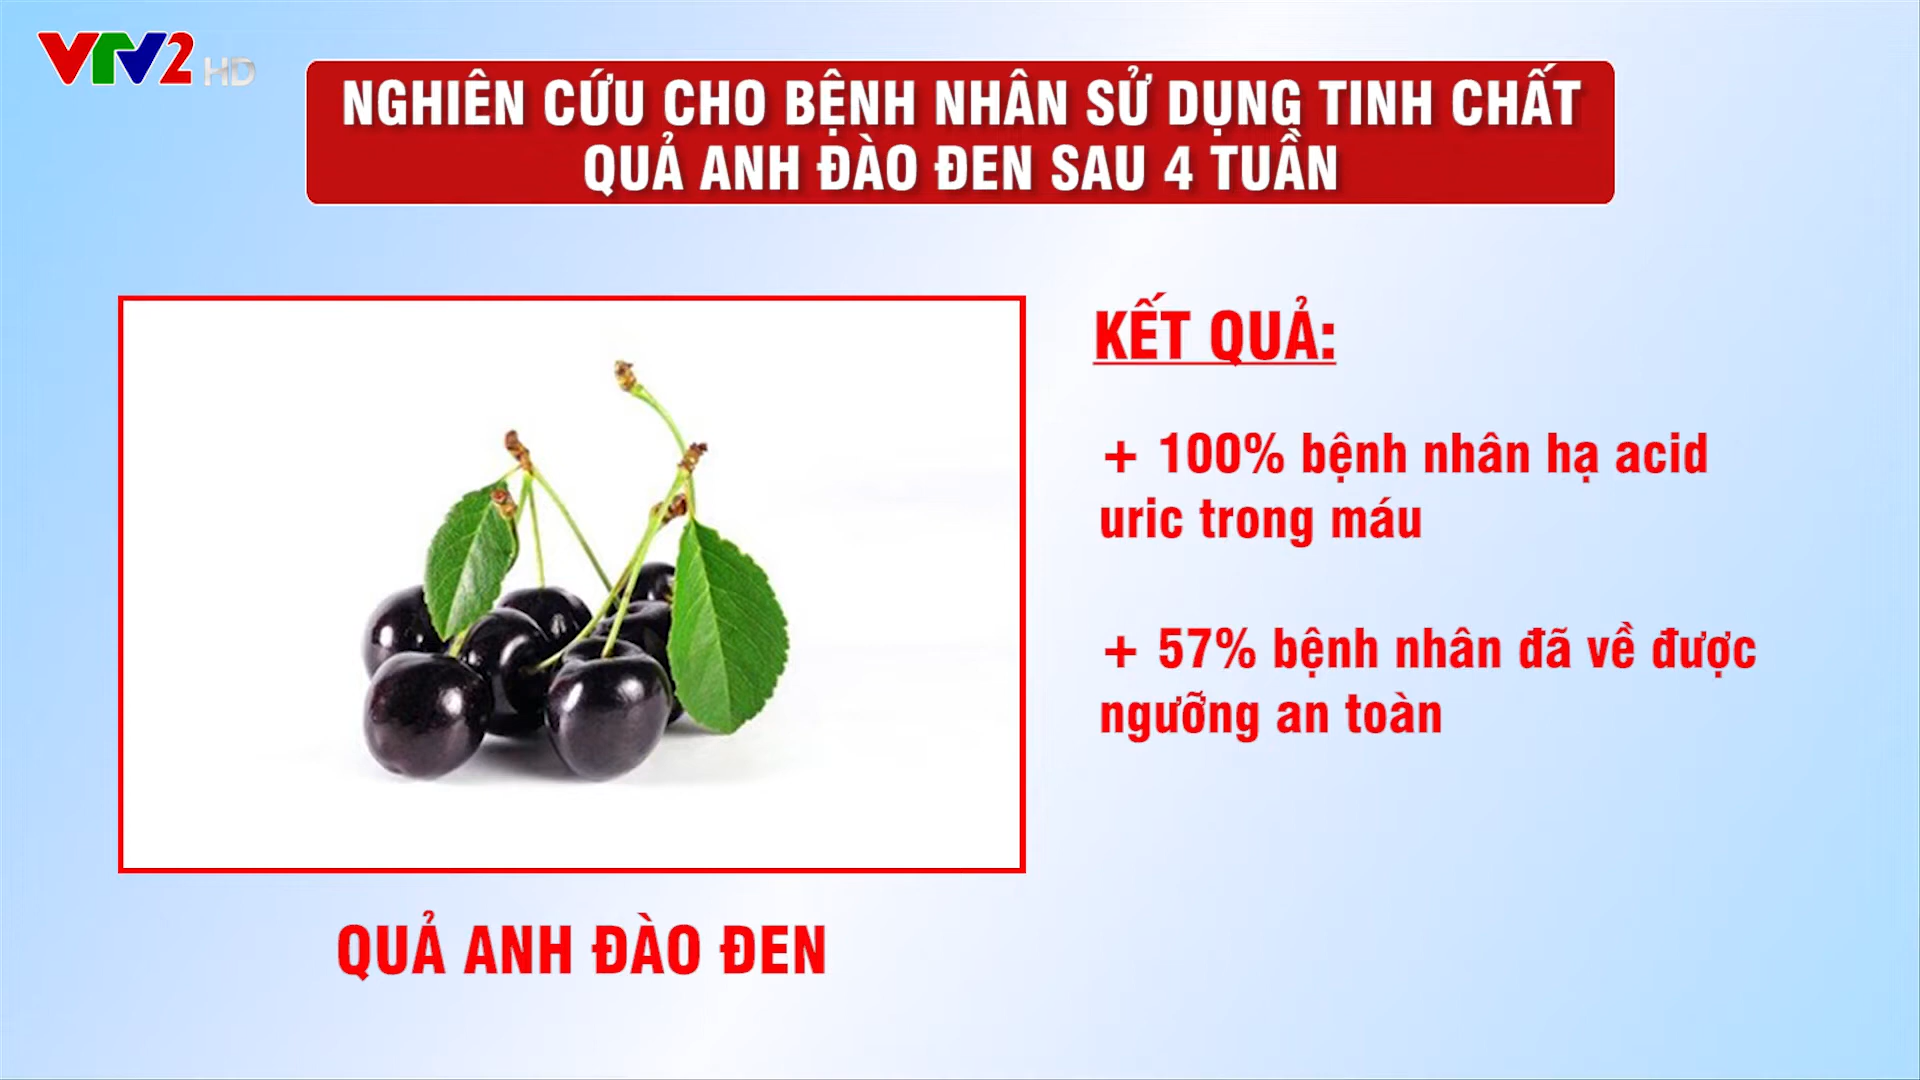 VTV2 HD
NGHIÊN CỨU CHO BỆNH NHÂN SỬ DỤNG TINH CHẤT
QUẢ ANH ĐÀO ĐEN SAU 4 TUẦN
KẾT QUẢ:
+ 100% bệnh nhân hạ acid
uric trong máu
+ 57% bệnh nhân đã về được
ngưỡng an toàn
QUẢ ANH ĐÀO ĐEN